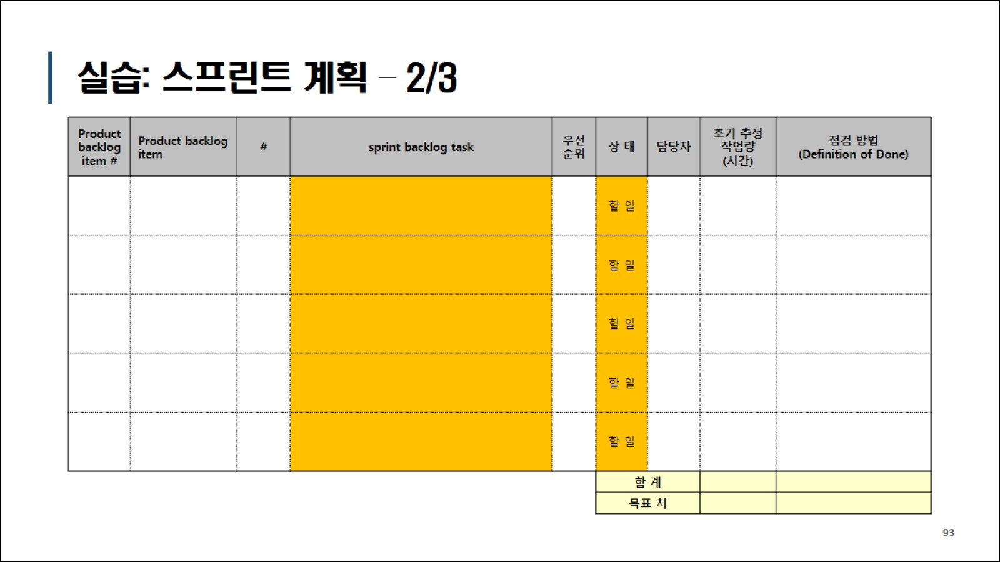 실습: 스프린트 계획 – 2/3
Product
backlog
item #
Product backlog
item
#
sprint backlog task
우선
순위
상 태
담당자
초기 추정
작업량
(시간)
점검 방법
(Definition of Done)
할 일
할 일
할 일
할 일
할 일
합 계
목표 치
93